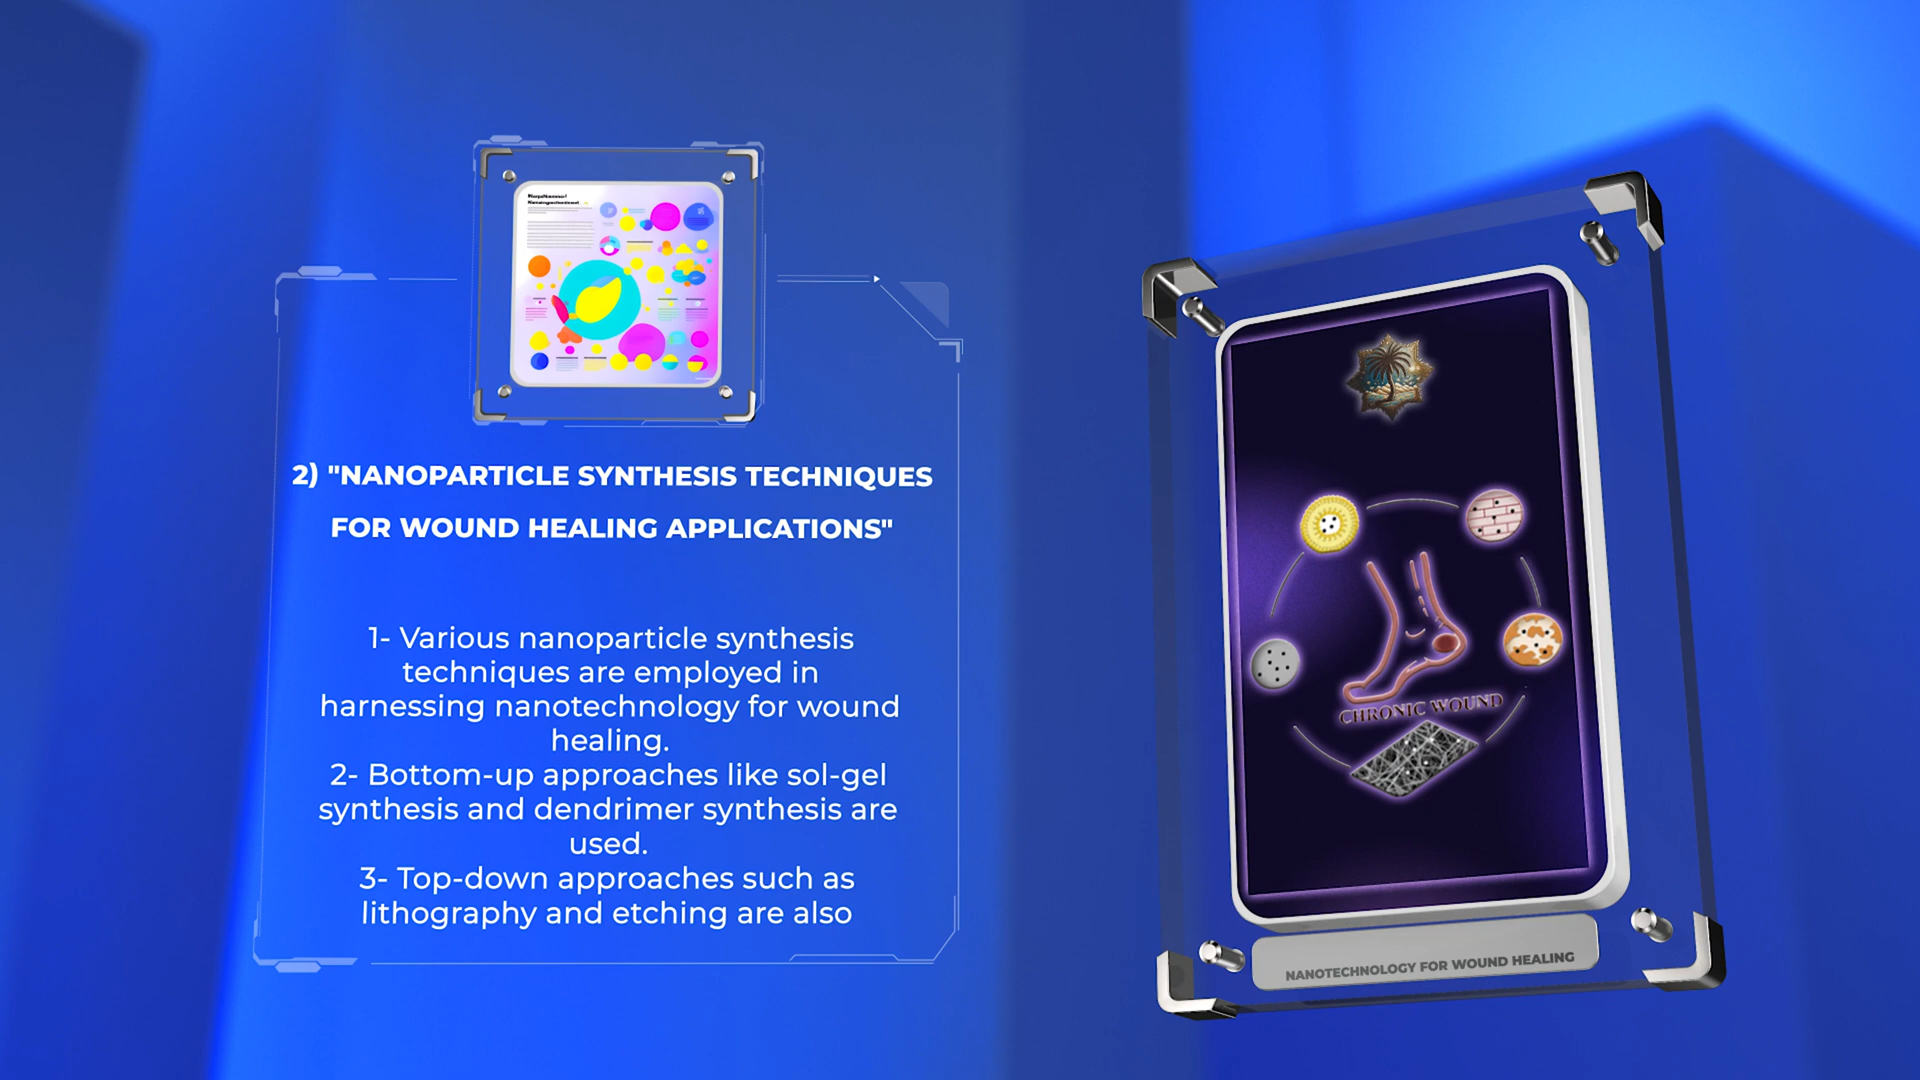 2) "NANOPARTICLE SYNTHESIS TECHNIQUES
FOR WOUND HEALING APPLICATIONS"
1- Various nanoparticle synthesis
techniques are employed in
harnessing nanotechnology for wound
healing.
2- Bottom-up approaches like sol-gel
synthesis and dendrimer synthesis are
used.
3- Top-down approaches such as
lithography and etching are also
CHRONIC WOUND
NANOTECHNOLOGY FOR WOUND HEALING